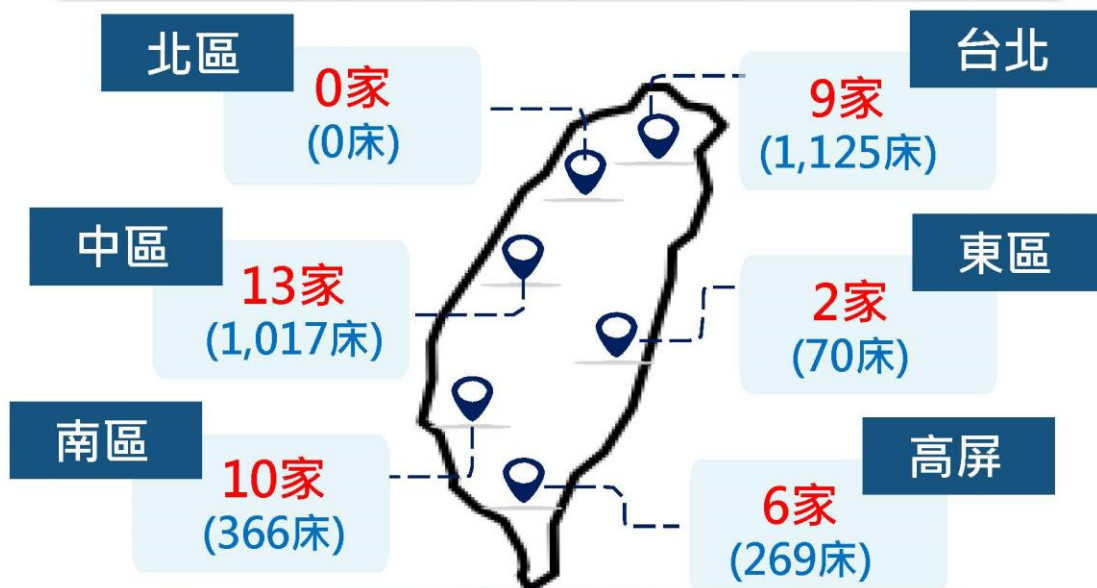 北區
0家
(0床)
台北
9家
(1,125床)
中區
13家
(1,017床)
東區
2家
(70床)
南區
10家
(366床)
高屏
6家
(269床)